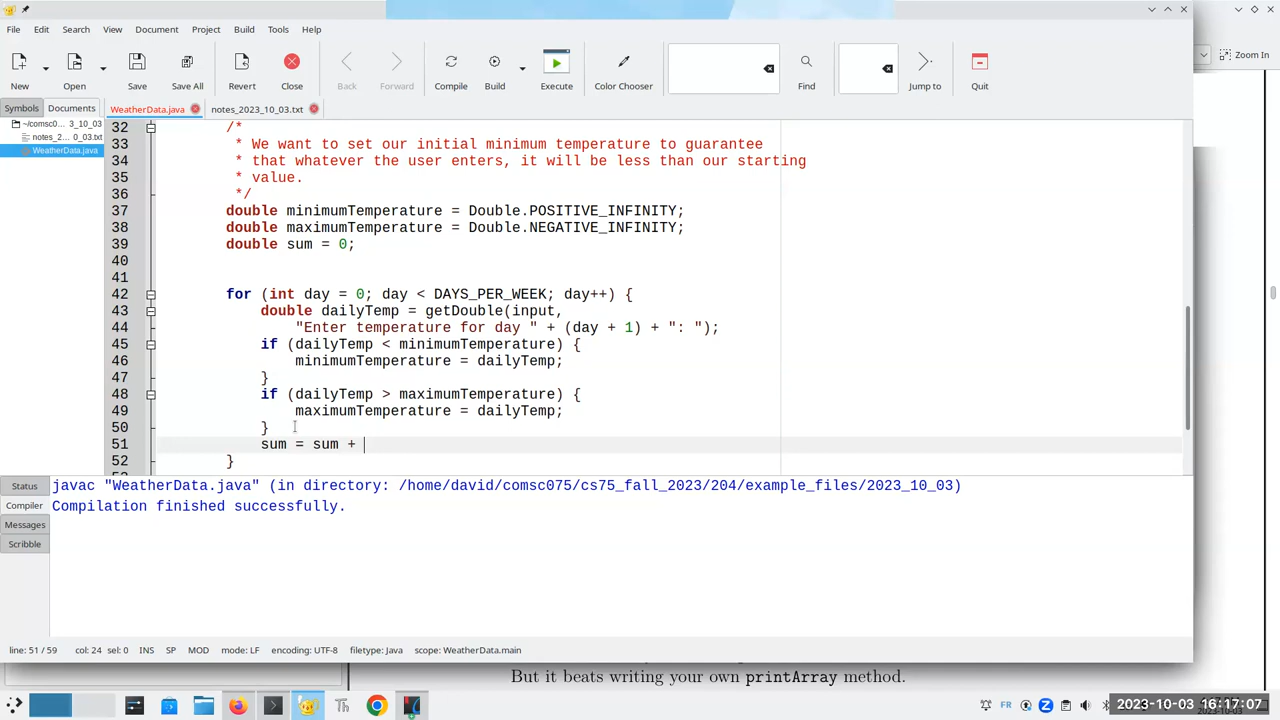 File Edit Search View Document Project Build Tools Help
New Open Save Save All Revert Close Back Forward Compile Build Execute Color Chooser Find Jump to Quit
Zoom In
Symbols Documents
WeatherData.java notes_2023_10_03.txt
~/comsc0... 3_10_03
notes_2... 0_03.txt
WeatherData.java
32 /*
33 * We want to set our initial minimum temperature to guarantee
34 * that whatever the user enters, it will be less than our starting
35 * value.
36 */
37 double minimumTemperature = Double.POSITIVE_INFINITY;
38 double maximumTemperature = Double.NEGATIVE_INFINITY;
39 double sum = 0;
40
41
42 for (int day = 0; day < DAYS_PER_WEEK; day++) {
43 double dailyTemp = getDouble(input,
44 "Enter temperature for day " + (day + 1) + ": ");
45 if (dailyTemp < minimumTemperature) {
46 minimumTemperature = dailyTemp;
47 }
48 if (dailyTemp > maximumTemperature) {
49 maximumTemperature = dailyTemp;
50 }
51 sum = sum +
52 }
Status
Compiler
Messages
Scribble
javac "WeatherData.java" (in directory: /home/david/comsc075/cs75_fall_2023/204/example_files/2023_10_03)
Compilation finished successfully.
line: 51 / 59 col: 24 sel: 0 INS SP MOD mode: LF encoding: UTF-8 filetype: Java scope: WeatherData.main
But it beats writing your own printArray method.
FR
2023-10-03 16:17:07